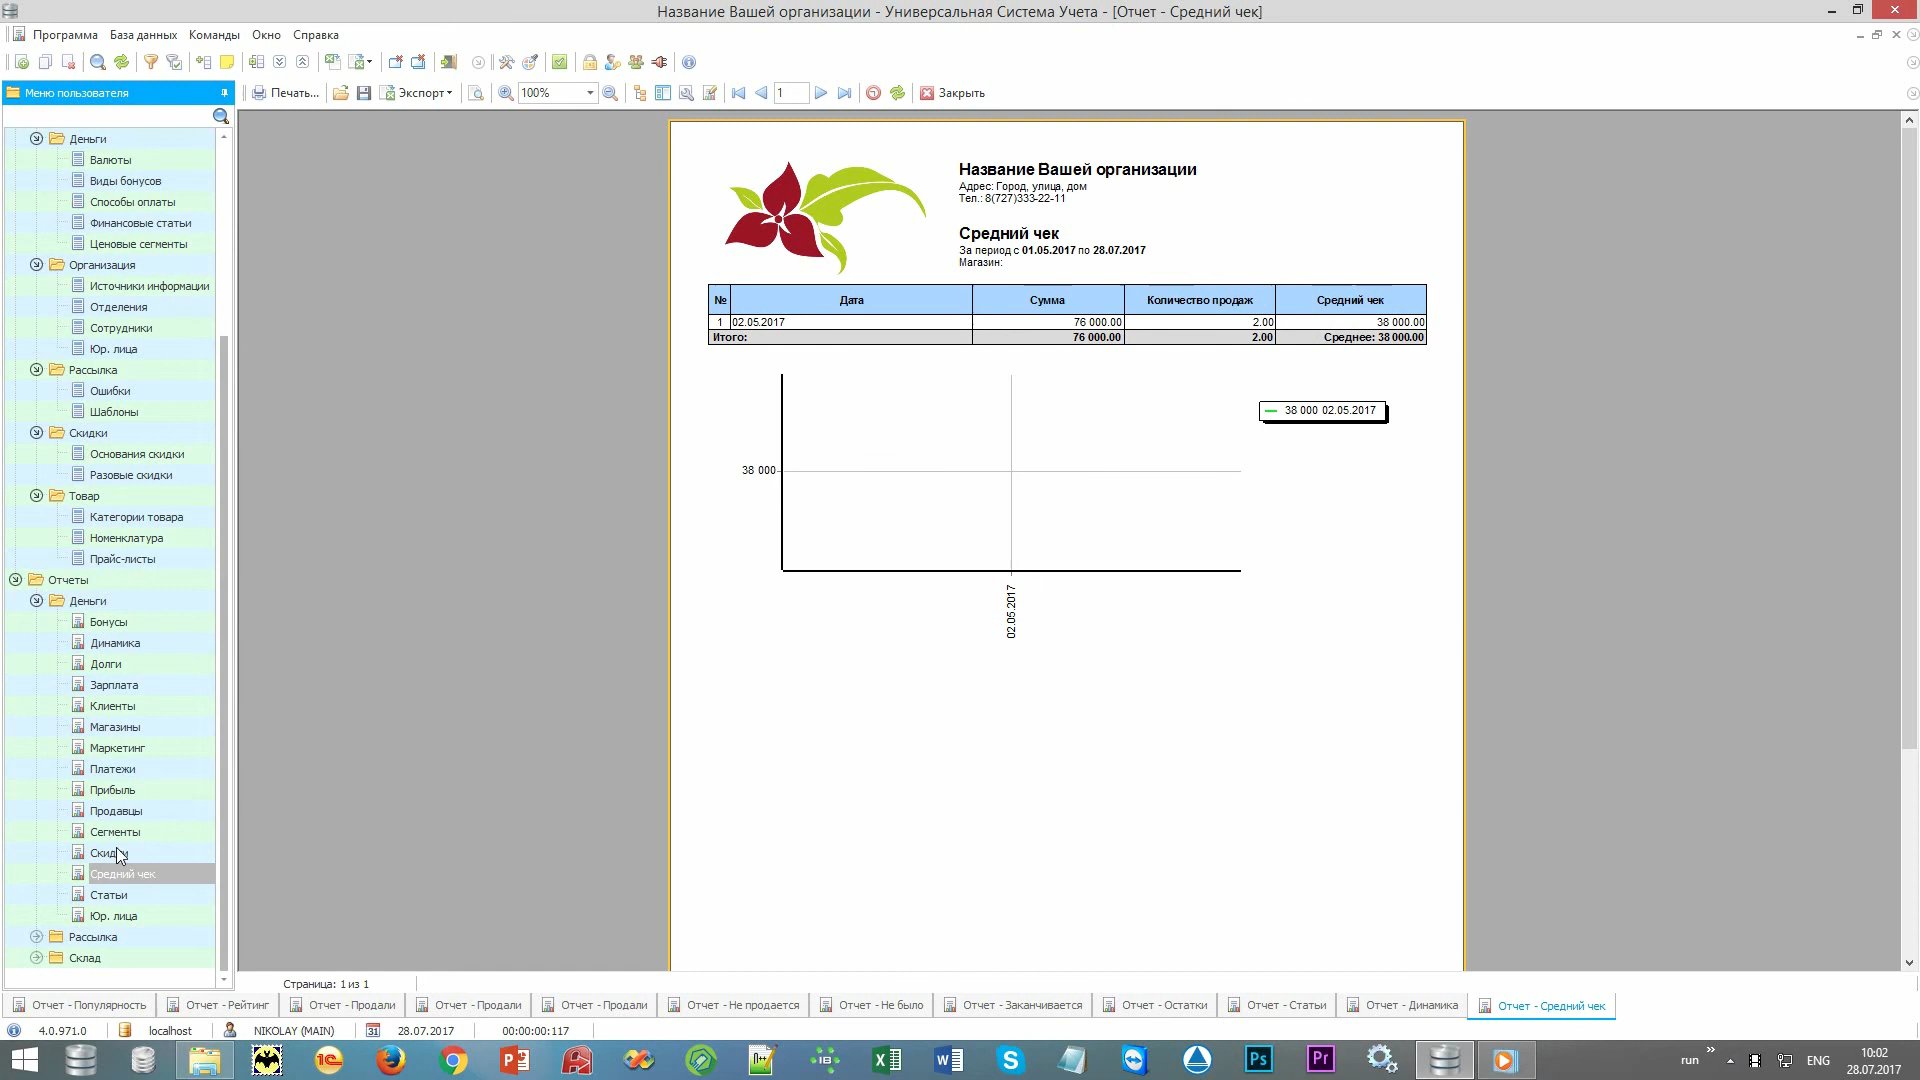 Название Вашей организации - Универсальная Система Учета - [Отчет - Средний чек]
Программа База данных Команды Окно Справка
Меню пользователя
Печать... Экспорт 100% 1 Закрыть
Деньги
Валюты
Виды бонусов
Способы оплаты
Финансовые статьи
Ценовые сегменты
Организация
Источники информации
Отделения
Сотрудники
Юр. лица
Рассылка
Ошибки
Шаблоны
Скидки
Основания скидки
Разовые скидки
Товар
Категории товара
Номенклатура
Прайс-листы
Отчеты
Деньги
Бонусы
Динамика
Долги
Зарплата
Клиенты
Магазины
Маркетинг
Платежи
Прибыль
Продавцы
Сегменты
Скидки
Средний чек
Статьи
Юр. лица
Рассылка
Склад
Название Вашей организации
Адрес: Город, улица, дом
Тел.: 8(727)333-22-11
Средний чек
За период с 01.05.2017 по 28.07.2017
Магазин:
№ Дата Сумма Количество продаж Средний чек
1 02.05.2017 76 000.00 2.00 38 000.00
Итого: 76 000.00 2.00 Среднее: 38 000.00
38 000 02.05.2017
38 000
02.05.2017
Страница: 1 из 1
Отчет - Популярность Отчет - Рейтинг Отчет - Продали Отчет - Продали Отчет - Продали Отчет - Не продается Отчет - Не было Отчет - Заканчивается Отчет - Остатки Отчет - Статьи Отчет - Динамика Отчет - Средний чек
4.0.971.0 localhost NIKOLAY (MAIN) 31 28.07.2017 00:00:00:117
run ENG 10:02
28.07.2017